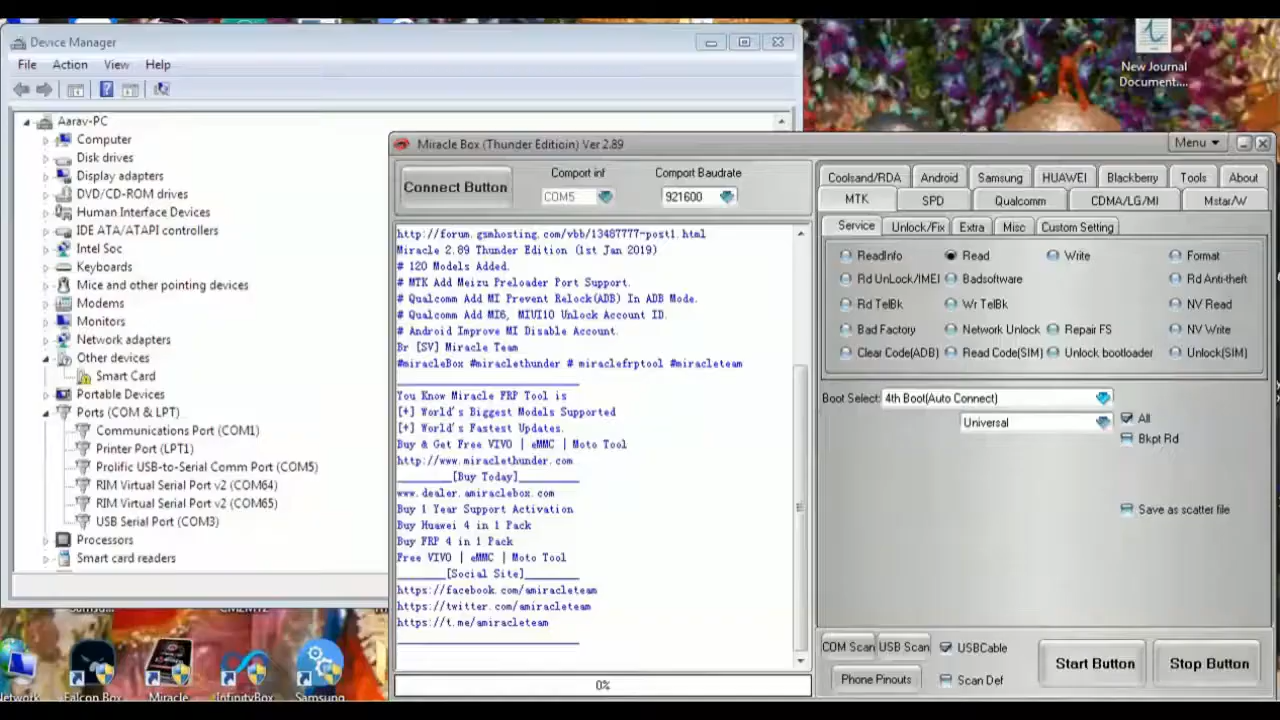 Device Manager
File Action View Help
Aarav-PC
Computer
Disk drives
Display adapters
DVD/CD-ROM drives
Human Interface Devices
IDE ATA/ATAPI controllers
Intel Soc
Keyboards
Mice and other pointing devices
Modems
Monitors
Network adapters
Other devices
Smart Card
Portable Devices
Ports (COM & LPT)
Communications Port (COM1)
Printer Port (LPT1)
Prolific USB-to-Serial Comm Port (COM5)
RIM Virtual Serial Port v2 (COM64)
RIM Virtual Serial Port v2 (COM65)
USB Serial Port (COM3)
Processors
Smart card readers
New Journal
Document....
Miracle Box (Thunder Editioin) Ver 2.89
Menu
Connect Button
Comport inf
COM5
Comport Baudrate
921600
http://forum.gsmhosting.com/vbb/13487777-post1.html
Miracle 2.89 Thunder Edition (1st Jan 2019)
# 120 Models Added.
# MTK Add Meizu Preloader Port Support.
# Qualcomm Add MI Prevent Relock(ADB) In ADB Mode.
# Qualcomm Add MI6, MIUI10 Unlock Account ID.
# Android Improve MI Disable Account.
Br [SV] Miracle Team
#miracleBox #miraclethunder # miraclefrptool #miracleteam
You Know Miracle FRP Tool is
[+] World's Biggest Models Supported
[+] World's Fastest Updates.
Buy & Get Free VIVO | eMMC | Moto Tool
http://www.miraclethunder.com
_______[Buy Today]_________
www.dealer.amiraclebox.com
Buy 1 Year Support Activation
Buy Huawei 4 in 1 Pack
Buy FRP 4 in 1 Pack
Free VIVO | eMMC | Moto Tool
______[Social Site]________
https://facebook.com/amiracleteam
https://twitter.com/amiracleteam
https://t.me/amiracleteam
0%
Coolsand/RDA Android Samsung HUAWEI Blackberry Tools About
MTK SPD Qualcomm CDMA/LG/MI Mstar/W
Service Unlock/Fix Extra Misc Custom Setting
ReadInfo Read Write Format
Rd UnLock/IMEI Badsoftware Rd Anti-theft
Rd TelBk Wr TelBk NV Read
Bad Factory Network Unlock Repair FS NV Write
Clear Code(ADB) Read Code(SIM) Unlock bootloader Unlock(SIM)
Boot Select: 4th Boot(Auto Connect)
Universal
All
Bkpt Rd
Save as scatter file
COM Scan USB Scan USBCable
Phone Pinouts Scan Def
Start Button
Stop Button
Falcon Box
Miracle
InfinityBox
Samsung